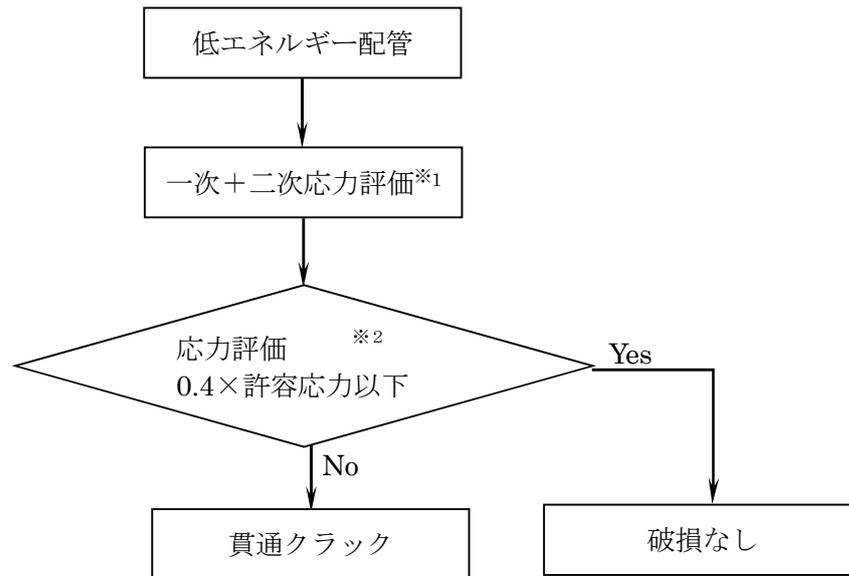 低エネルギー配管
一次＋二次応力評価※1
応力評価 ※2
0.4×許容応力以下
Yes
No
貫通クラック
破損なし